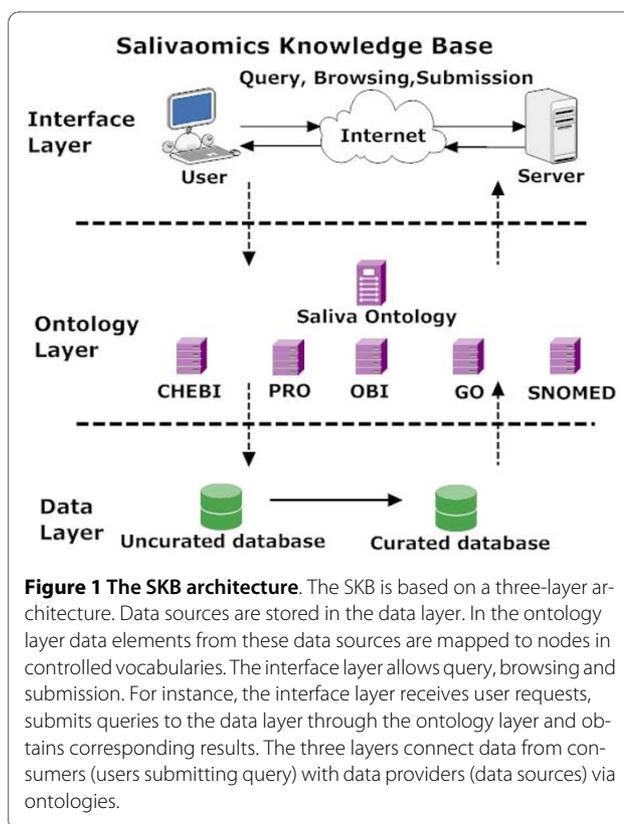 Salivaomics Knowledge Base
Query, Browsing,Submission
Interface
Layer
Internet
User
Server
Saliva Ontology
Ontology
Layer
CHEBI
PRO
OBI
GO
SNOMED
Data
Layer
Uncurated database
Curated database
Figure 1 The SKB architecture. The SKB is based on a three-layer ar-
chitecture. Data sources are stored in the data layer. In the ontology
layer data elements from these data sources are mapped to nodes in
controlled vocabularies. The interface layer allows query, browsing and
submission. For instance, the interface layer receives user requests,
submits queries to the data layer through the ontology layer and ob-
tains corresponding results. The three layers connect data from con-
sumers (users submitting query) with data providers (data sources) via
ontologies.